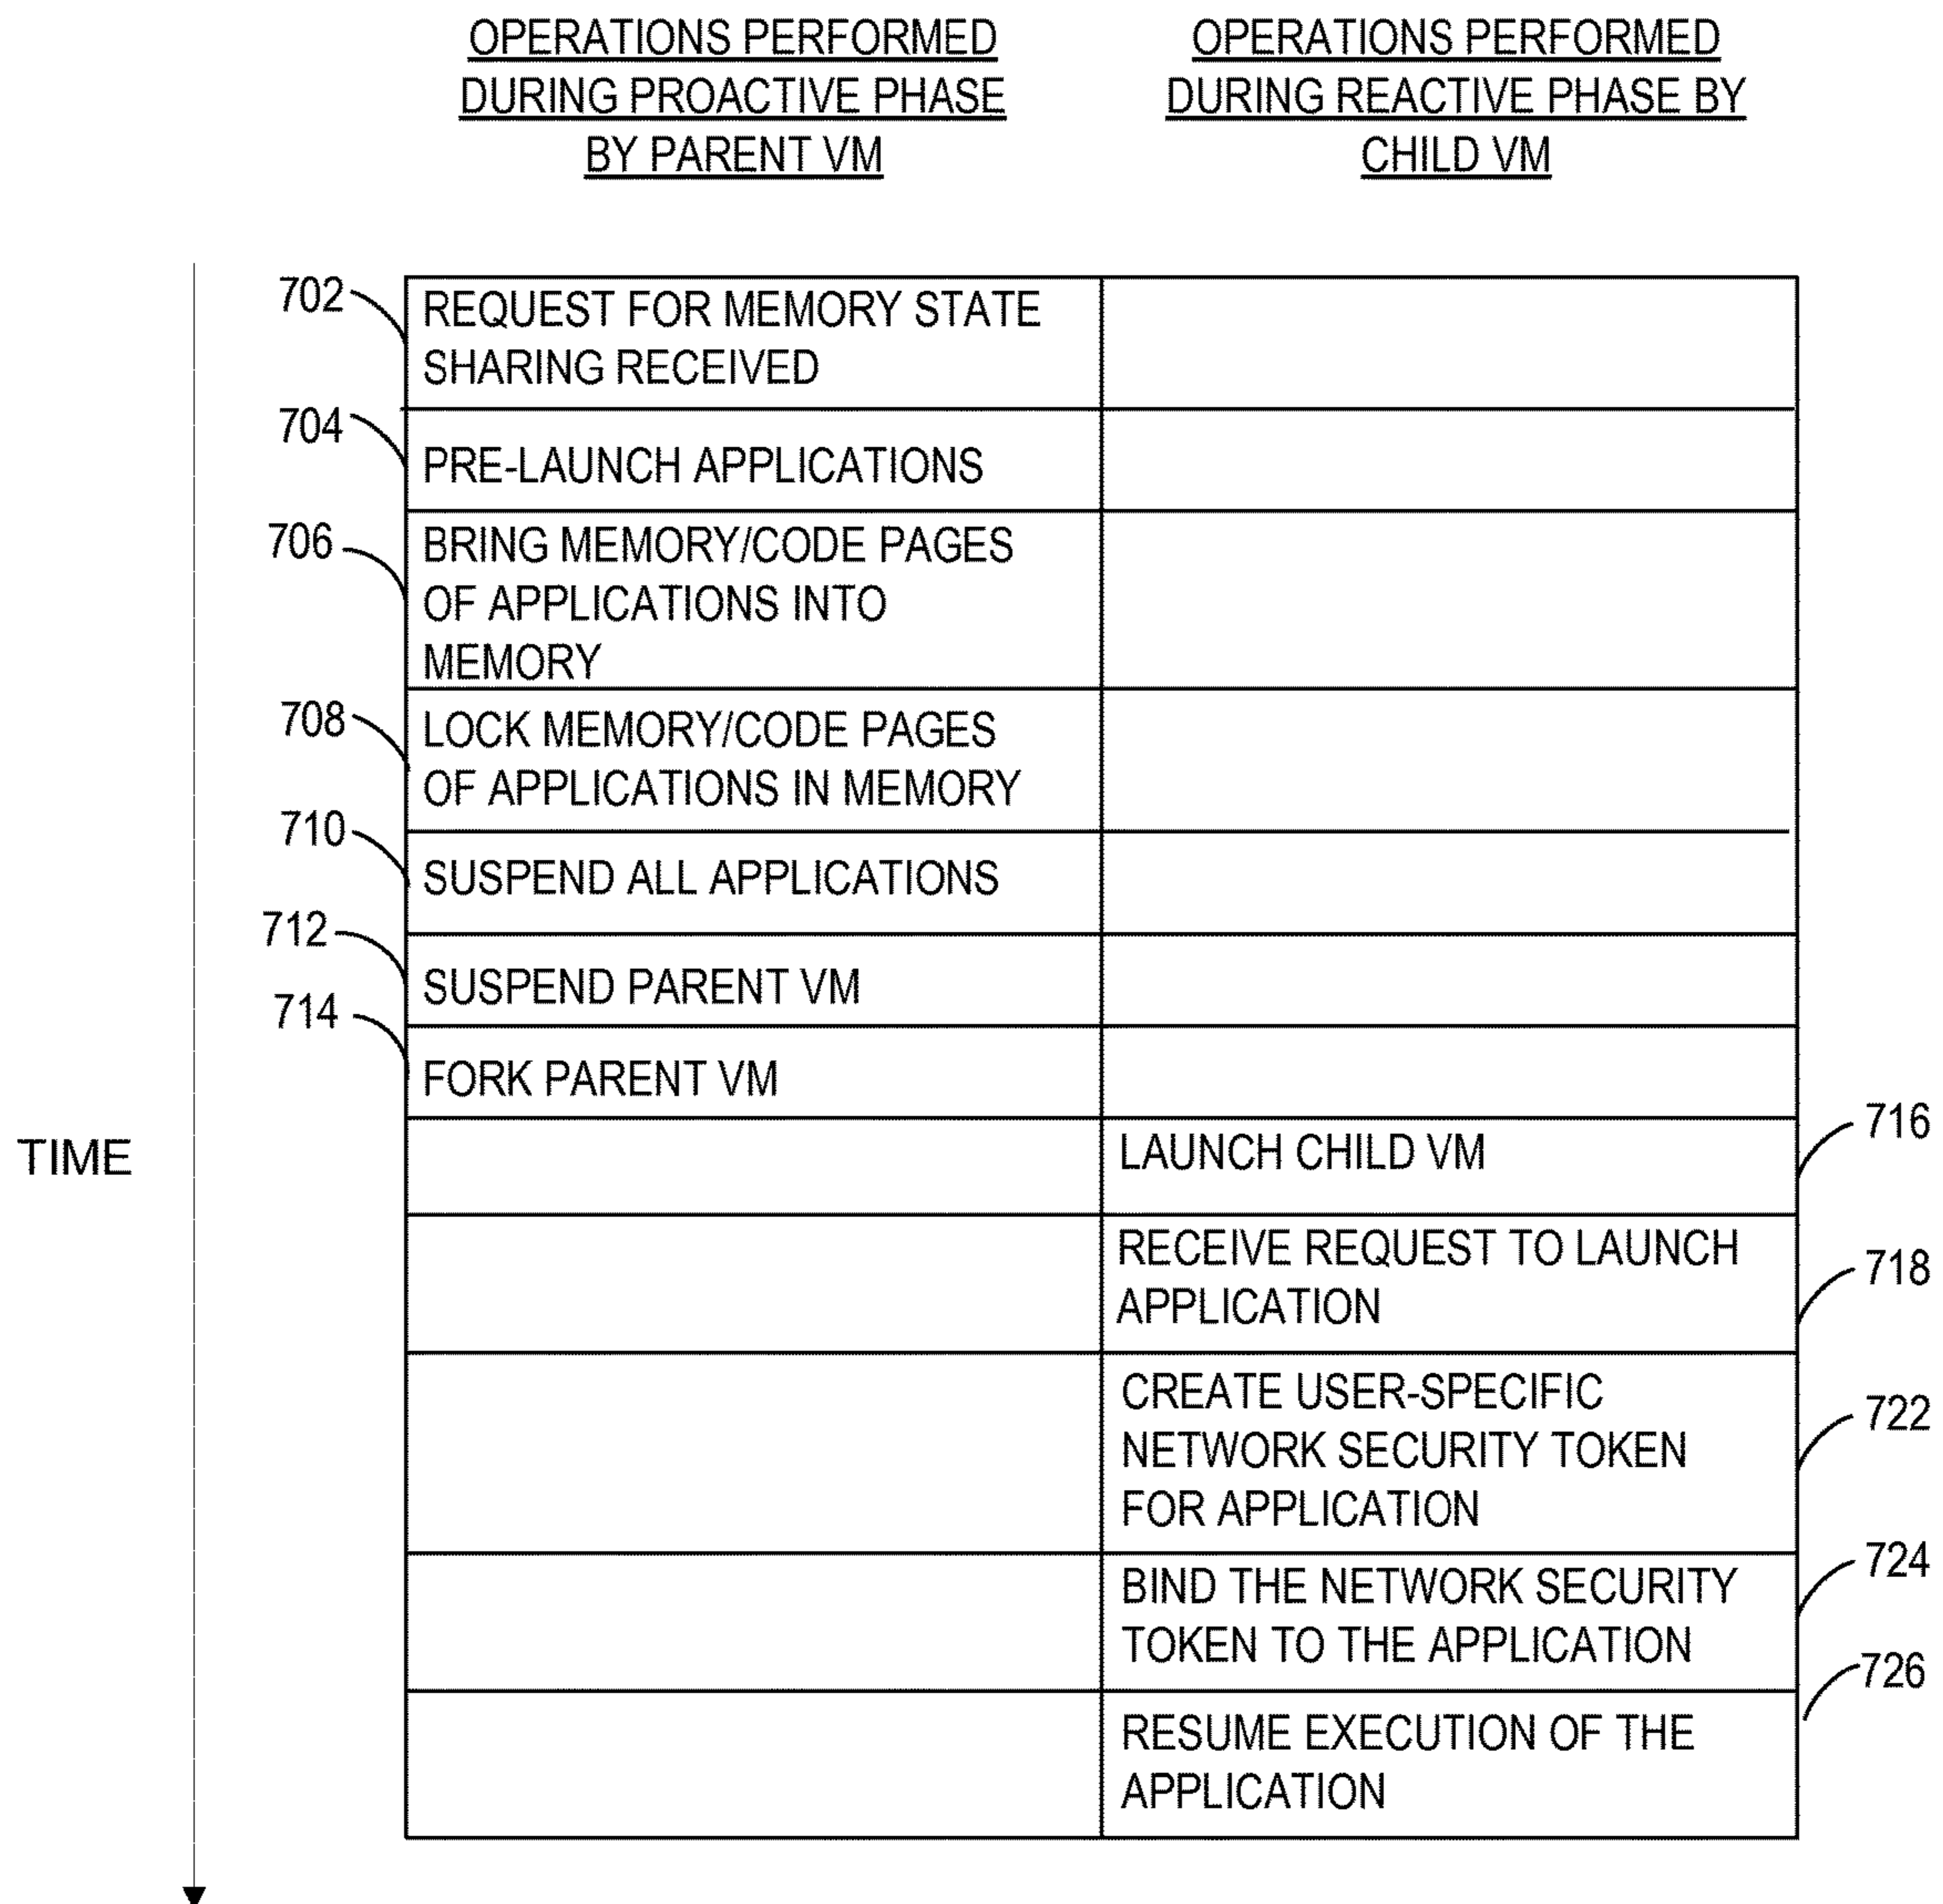 OPERATIONS PERFORMED
DURING PROACTIVE PHASE
BY PARENT VM
OPERATIONS PERFORMED
DURING REACTIVE PHASE BY
CHILD VM
702
REQUEST FOR MEMORY STATE
SHARING RECEIVED
704
PRE-LAUNCH APPLICATIONS
706
BRING MEMORY/CODE PAGES
OF APPLICATIONS INTO
MEMORY
708
LOCK MEMORY/CODE PAGES
OF APPLICATIONS IN MEMORY
710
SUSPEND ALL APPLICATIONS
712
SUSPEND PARENT VM
714
FORK PARENT VM
TIME
LAUNCH CHILD VM
716
RECEIVE REQUEST TO LAUNCH
APPLICATION
718
CREATE USER-SPECIFIC
NETWORK SECURITY TOKEN
FOR APPLICATION
722
BIND THE NETWORK SECURITY
TOKEN TO THE APPLICATION
724
RESUME EXECUTION OF THE
APPLICATION
726